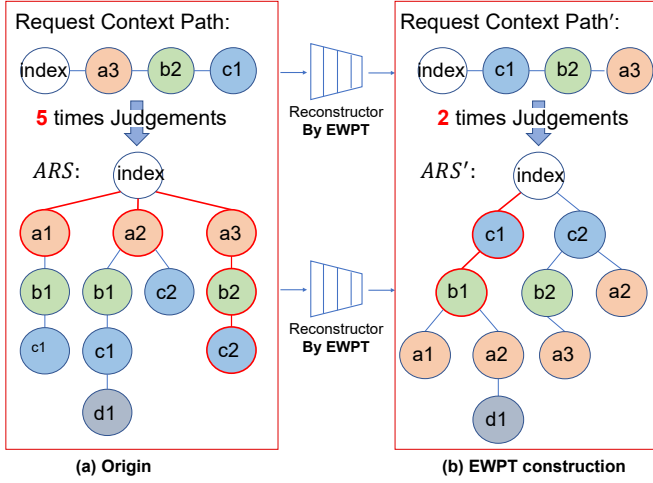 Request Context Path:
index a3 b2 c1
5 times Judgements
ARS: index
a1 a2 a3
b1 b1 c2 b2
c1 c1 c2
d1
(a) Origin
Reconstructor
By EWPT
Reconstructor
By EWPT
Request Context Path′:
index c1 b2 a3
2 times Judgements
ARS′: index
c1 c2
b1 b2 a2
a1 a2 a3
d1
(b) EWPT construction